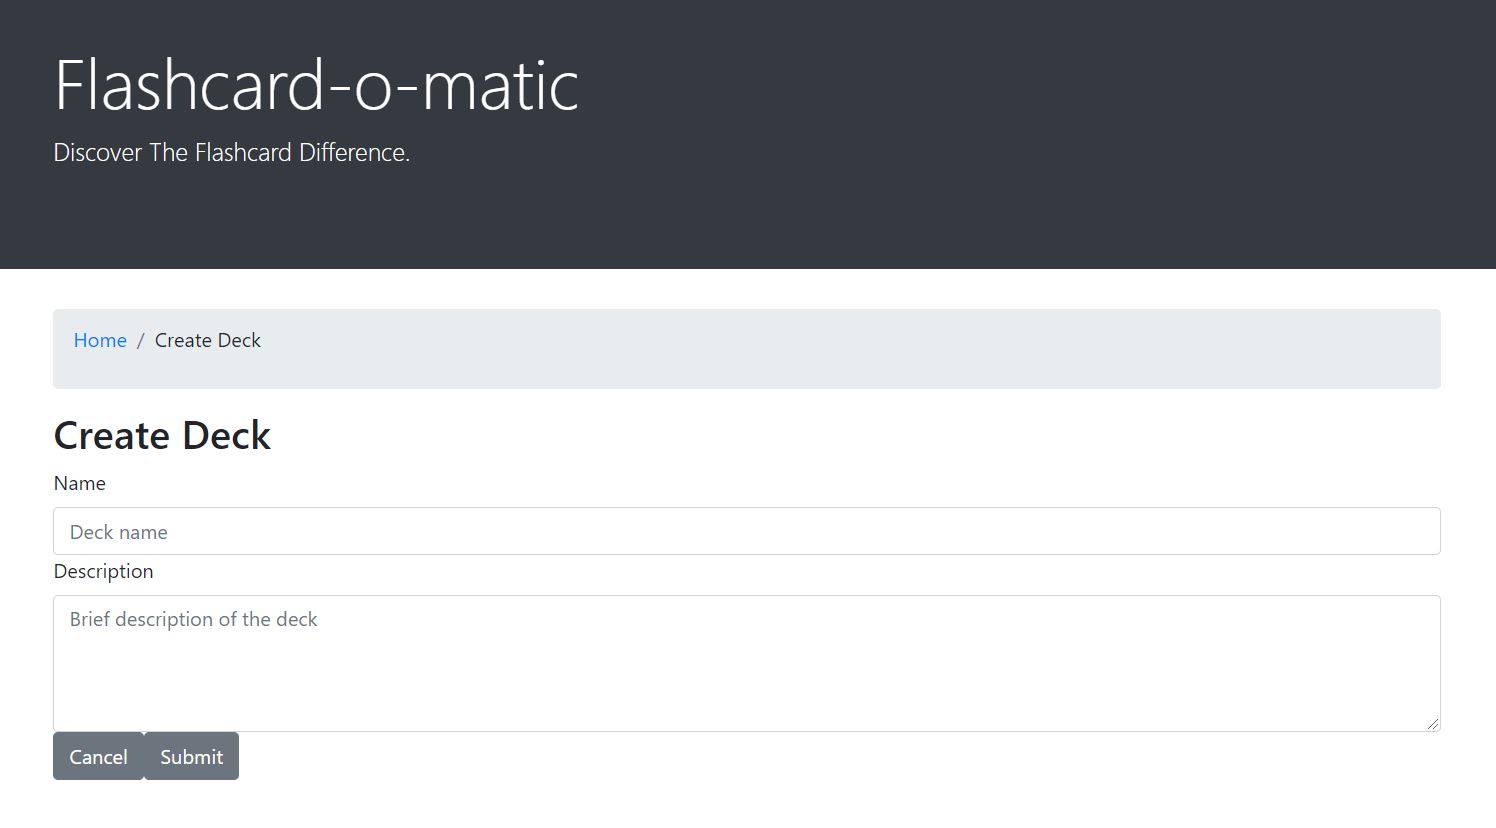 Flashcard-o-matic
Discover The Flashcard Difference.
Home / Create Deck
Create Deck
Name
Deck name
Description
Brief description of the deck
Cancel Submit